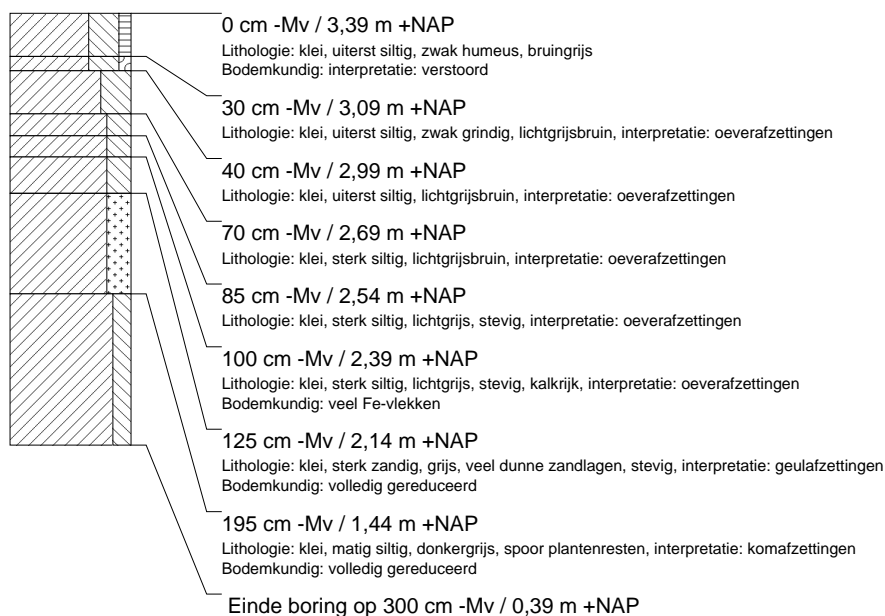 0 cm -Mv / 3,39 m +NAP
Lithologie: klei, uiterst siltig, zwak humeus, bruingrijs
Bodemkundig: interpretatie: verstoord
30 cm -Mv / 3,09 m +NAP
Lithologie: klei, uiterst siltig, zwak grindig, lichtgrijsbruin, interpretatie: oeverafzettingen
40 cm -Mv / 2,99 m +NAP
Lithologie: klei, uiterst siltig, lichtgrijsbruin, interpretatie: oeverafzettingen
70 cm -Mv / 2,69 m +NAP
Lithologie: klei, sterk siltig, lichtgrijsbruin, interpretatie: oeverafzettingen
85 cm -Mv / 2,54 m +NAP
Lithologie: klei, sterk siltig, lichtgrijs, stevig, interpretatie: oeverafzettingen
100 cm -Mv / 2,39 m +NAP
Lithologie: klei, sterk siltig, lichtgrijs, stevig, kalkrijk, interpretatie: oeverafzettingen
Bodemkundig: veel Fe-vlekken
125 cm -Mv / 2,14 m +NAP
Lithologie: klei, sterk zandig, grijs, veel dunne zandlagen, stevig, interpretatie: geulafzettingen
Bodemkundig: volledig gereduceerd
195 cm -Mv / 1,44 m +NAP
Lithologie: klei, matig siltig, donkergrijs, spoor plantenresten, interpretatie: komafzettingen
Bodemkundig: volledig gereduceerd
Einde boring op 300 cm -Mv / 0,39 m +NAP